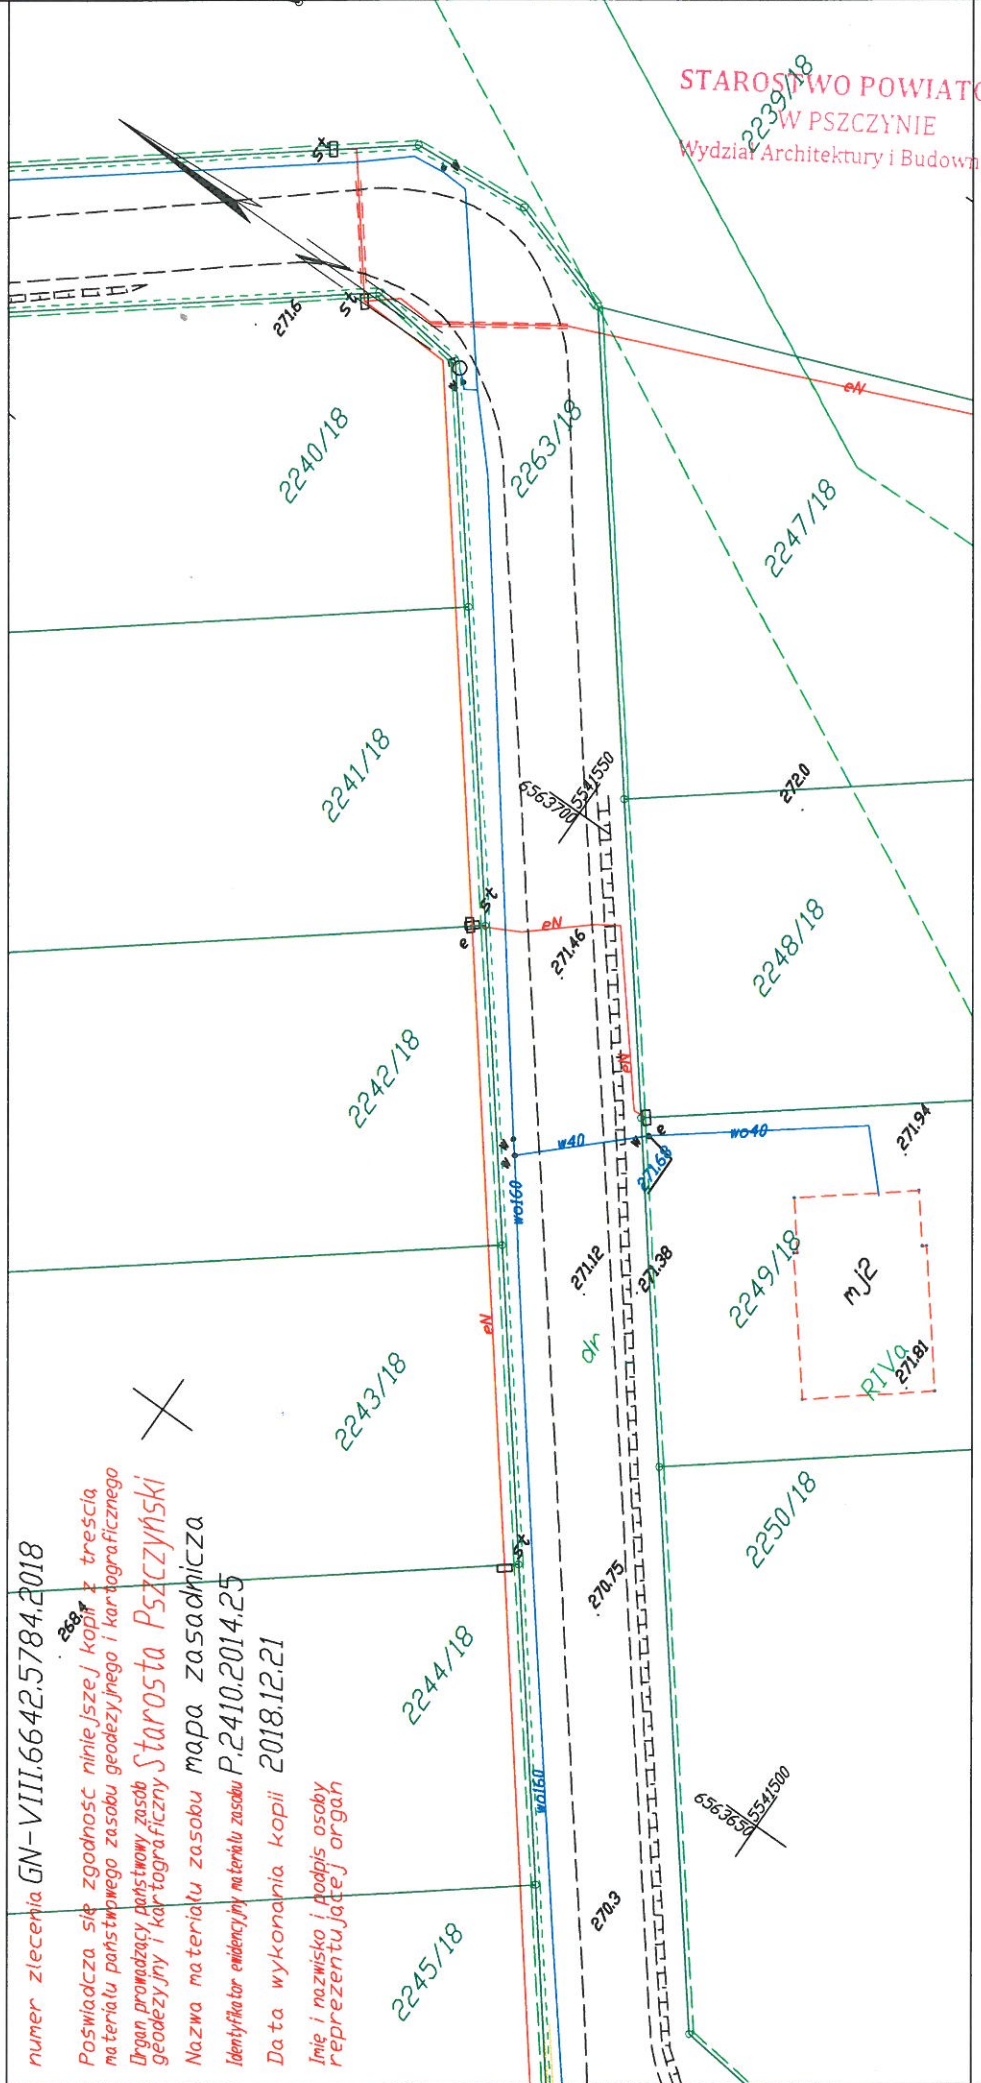 STAROSTWO POWIATO
W PSZCZYNIE
Wydział Architektury i Budown
2239/18
st
w w
st
271.6
w
2240/18
2263/18
eN
2247/18
2241/18
6563700
5541550
272.0
st
e
eN
271.46
2248/18
2242/18
eN
w
w
w40
w
e
wo40
271.94
271.68
wo160
271.12
271.38
2249/18
mj2
eN
dr
RIVa
271.81
2243/18
2250/18
st
270.75
2244/18
wo160
6563650
5541500
270.3
2245/18
numer zlecenia GN-VIII.6642.5784.2018
268.4
Poświadcza się zgodność niniejszej kopii z treścią
materiału państwowego zasobu geodezyjnego i kartograficznego
Organ prowadzący państwowy zasób
geodezyjny i kartograficzny Starosta Pszczyński
Nazwa materiału zasobu mapa zasadnicza
Identyfikator ewidencyjny materiału zasobu P.2410.2014.25
Data wykonania kopii 2018.12.21
Imię i nazwisko i podpis osoby
reprezentującej organ